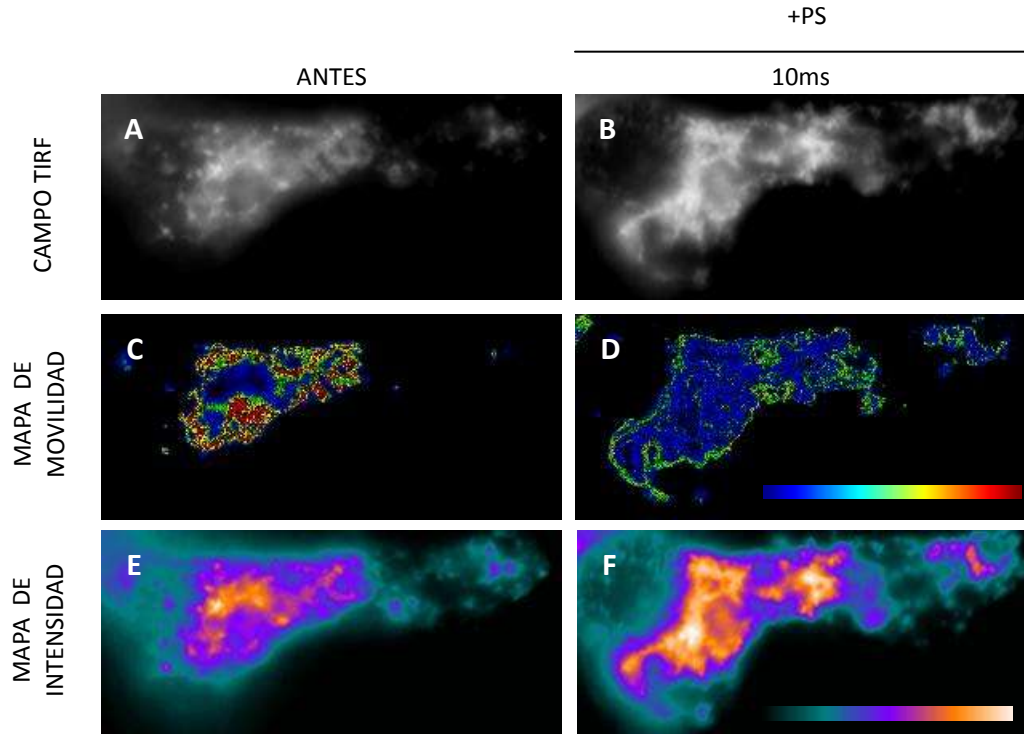 +PS
ANTES
10ms
CAMPO TIRF
A
B
MAPA DE
MOVILIDAD
C
D
MAPA DE
INTENSIDAD
E
F